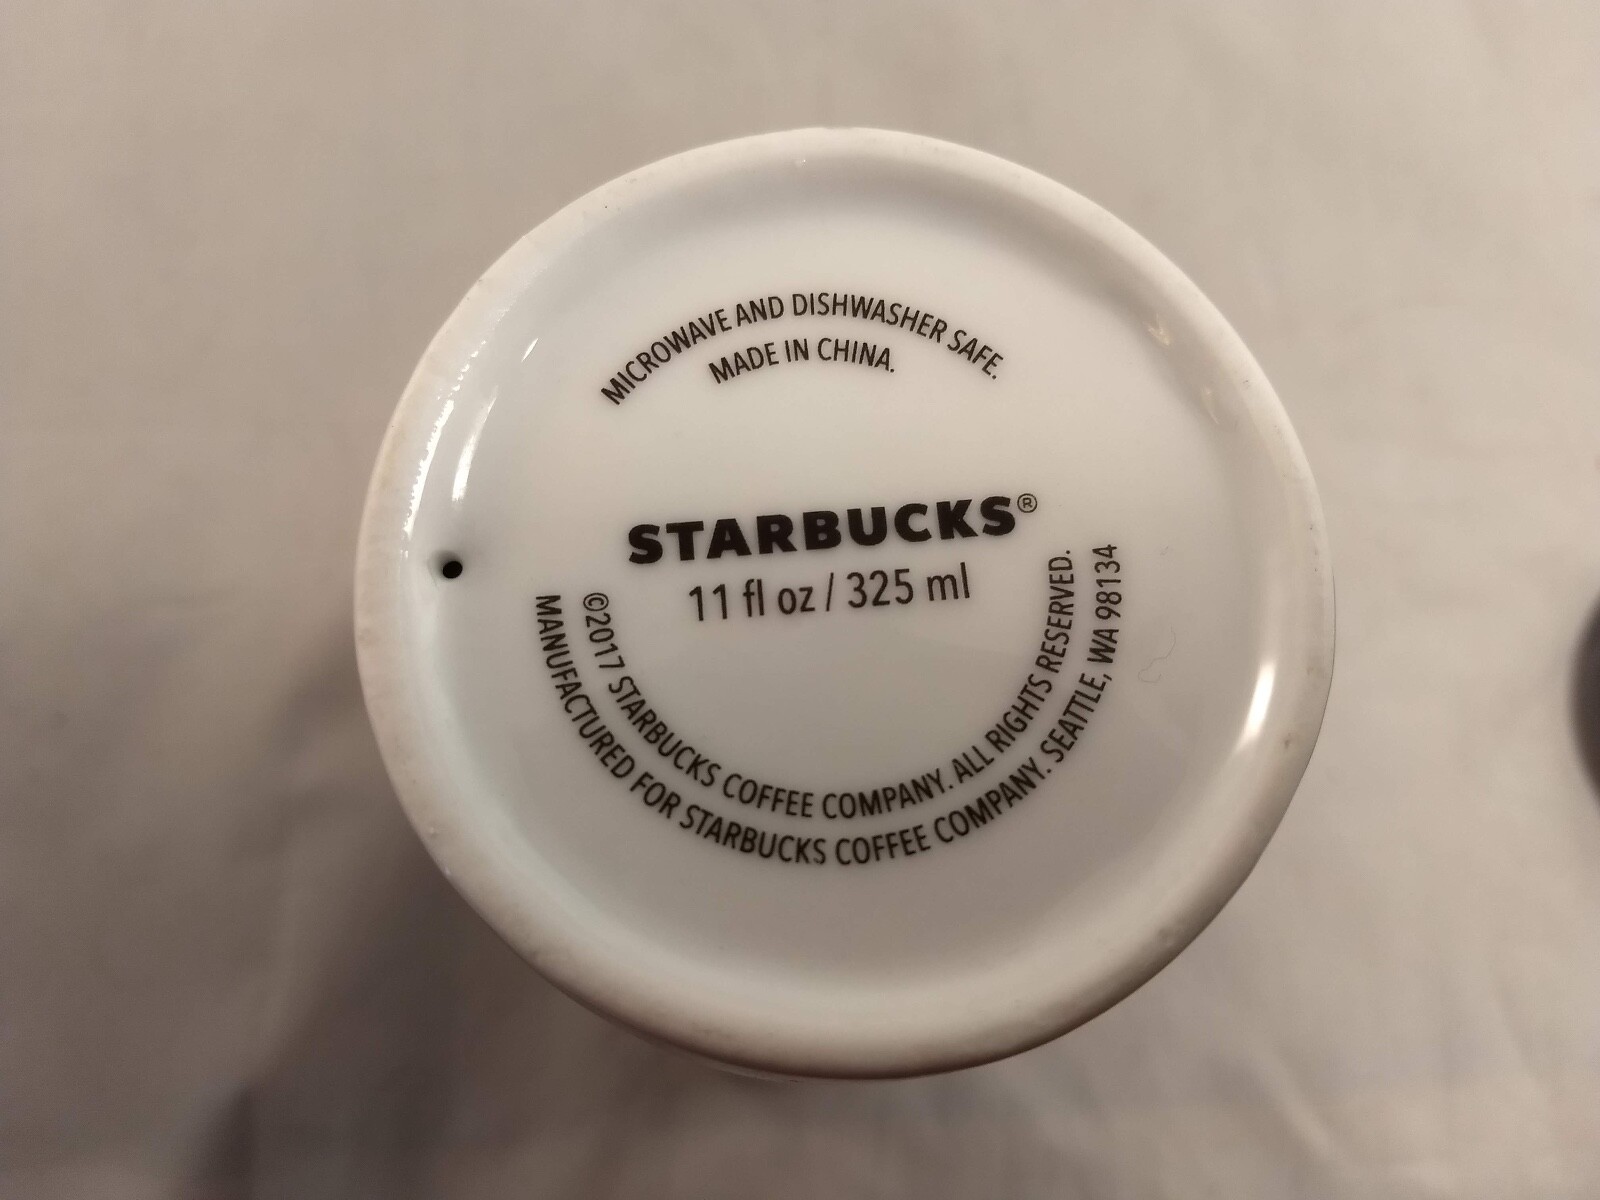 MICROWAVE AND DISHWASHER SAFE.
MADE IN CHINA.
STARBUCKS®
11 fl oz / 325 ml
©2017 STARBUCKS COFFEE COMPANY. ALL RIGHTS RESERVED.
MANUFACTURED FOR STARBUCKS COFFEE COMPANY. SEATTLE, WA 98134